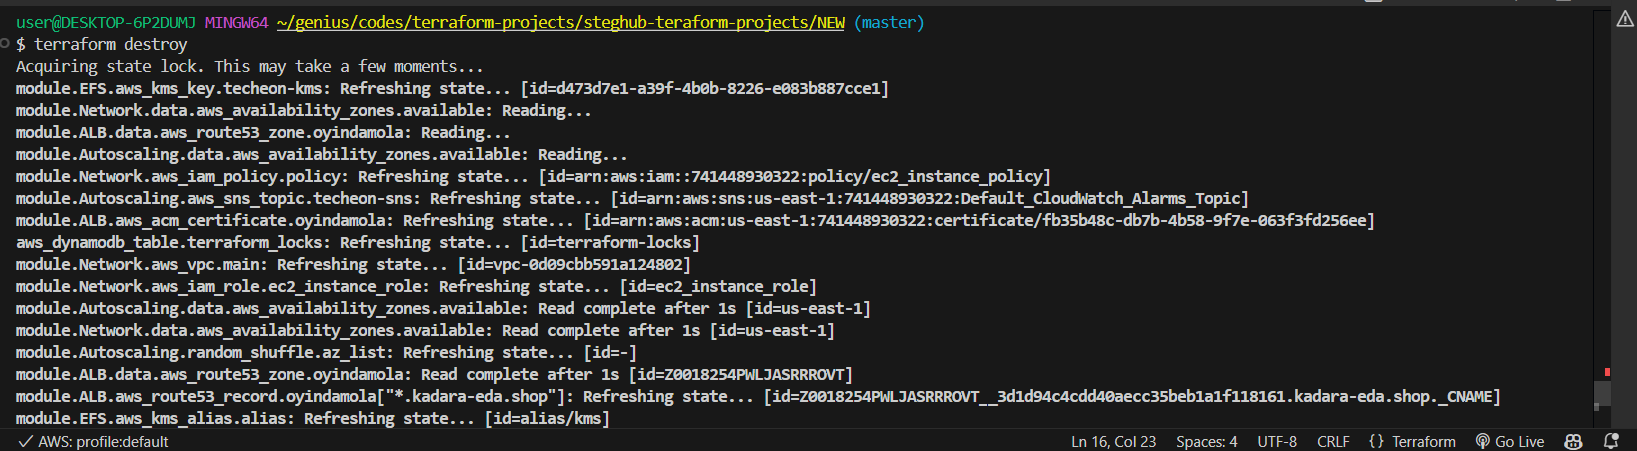 user@DESKTOP-6P2DUMJ MINGW64 ~/genius/codes/terraform-projects/steghub-teraform-projects/NEW (master)
$ terraform destroy
Acquiring state lock. This may take a few moments...
module.EFS.aws_kms_key.techeon-kms: Refreshing state... [id=d473d7e1-a39f-4b0b-8226-e083b887cce1]
module.Network.data.aws_availability_zones.available: Reading...
module.ALB.data.aws_route53_zone.oyindamola: Reading...
module.Autoscaling.data.aws_availability_zones.available: Reading...
module.Network.aws_iam_policy.policy: Refreshing state... [id=arn:aws:iam::741448930322:policy/ec2_instance_policy]
module.Autoscaling.aws_sns_topic.techeon-sns: Refreshing state... [id=arn:aws:sns:us-east-1:741448930322:Default_CloudWatch_Alarms_Topic]
module.ALB.aws_acm_certificate.oyindamola: Refreshing state... [id=arn:aws:acm:us-east-1:741448930322:certificate/fb35b48c-db7b-4b58-9f7e-063f3fd256ee]
aws_dynamodb_table.terraform_locks: Refreshing state... [id=terraform-locks]
module.Network.aws_vpc.main: Refreshing state... [id=vpc-0d09cbb591a124802]
module.Network.aws_iam_role.ec2_instance_role: Refreshing state... [id=ec2_instance_role]
module.Autoscaling.data.aws_availability_zones.available: Read complete after 1s [id=us-east-1]
module.Network.data.aws_availability_zones.available: Read complete after 1s [id=us-east-1]
module.Autoscaling.random_shuffle.az_list: Refreshing state... [id=-]
module.ALB.data.aws_route53_zone.oyindamola: Read complete after 1s [id=Z0018254PWLJASRRROVT]
module.ALB.aws_route53_record.oyindamola["*.kadara-eda.shop"]: Refreshing state... [id=Z0018254PWLJASRRROVT__3d1d94c4cdd40aecc35beb1a1f118161.kadara-eda.shop._CNAME]
module.EFS.aws_kms_alias.alias: Refreshing state... [id=alias/kms]
AWS: profile:default Ln 16, Col 23 Spaces: 4 UTF-8 CRLF {} Terraform Go Live